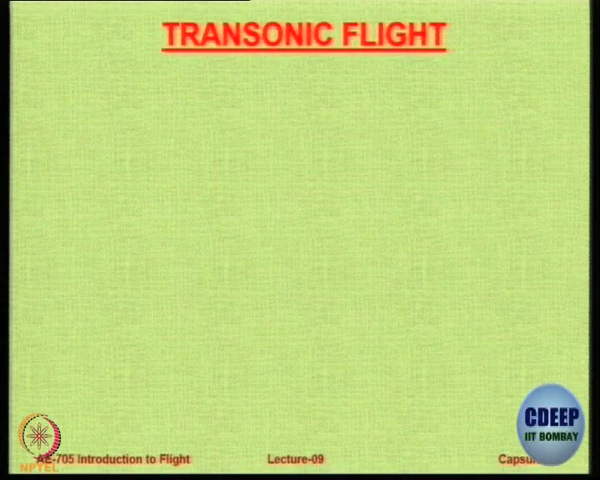 TRANSONIC FLIGHT
CDEEP
IIT BOMBAY
AE-705 Introduction to Flight
Lecture-09
NPTEL